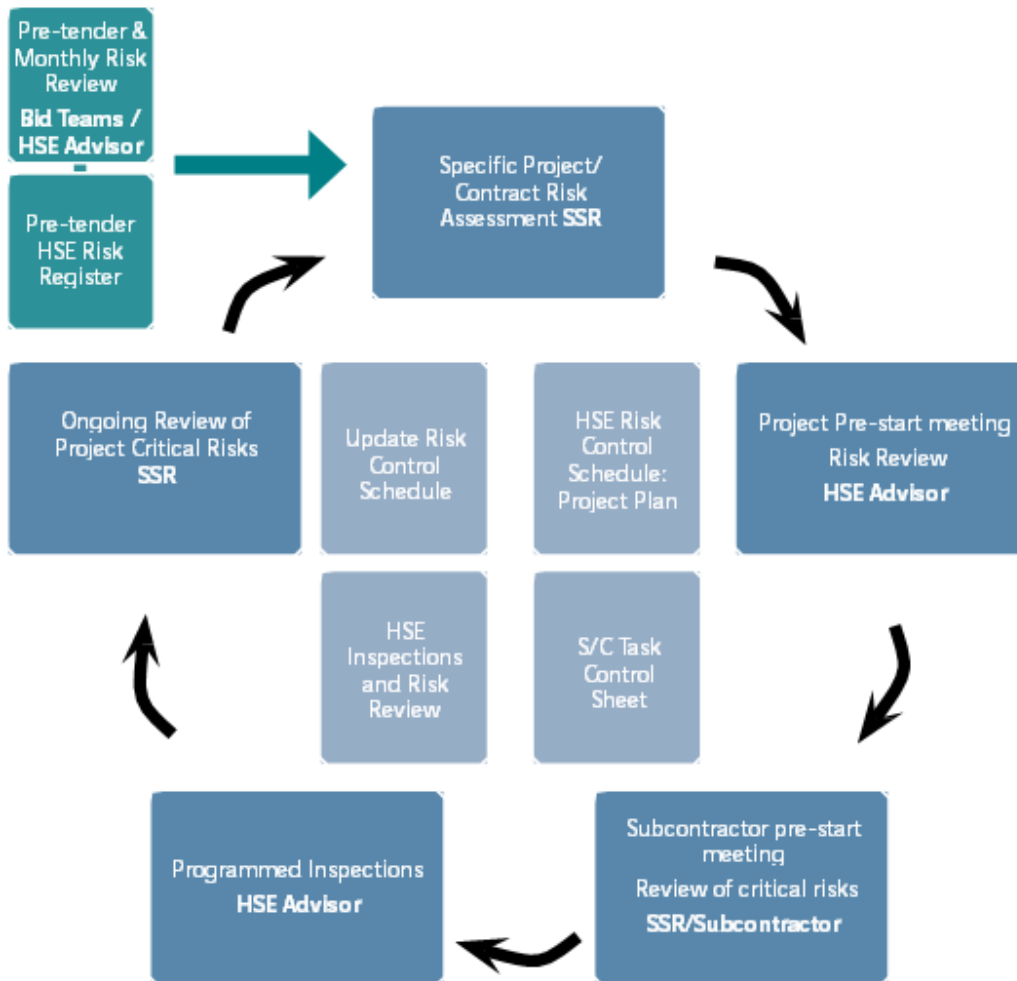 Pre-tender &
Monthly Risk
Review
Bid Teams /
HSE Advisor
Pre-tender
HSE Risk
Register
Specific Project/
Contract Risk
Assessment SSR
Ongoing Review of
Project Critical Risks
SSR
Update Risk
Control
Schedule
HSE Risk
Control
Schedule:
Project Plan
Project Pre-start meeting
Risk Review
HSE Advisor
HSE
Inspections
and Risk
Review
S/C Task
Control
Sheet
Programmed Inspections
HSE Advisor
Subcontractor pre-start
meeting
Review of critical risks
SSR/Subcontractor